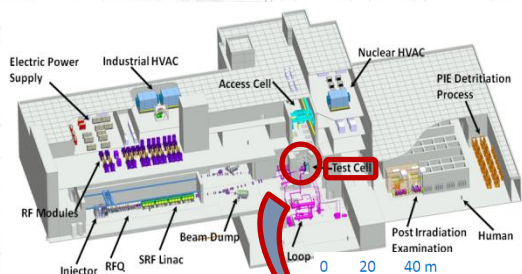 Electric Power
Supply
Industrial HVAC
Access Cell
Nuclear HVAC
PIE Detritiation
Process
Test Cell
RF Modules
Injector
RFQ
SRF Linac
Beam Dump
Loop
Post Irradiation
Examination
Human
0 20 40 m